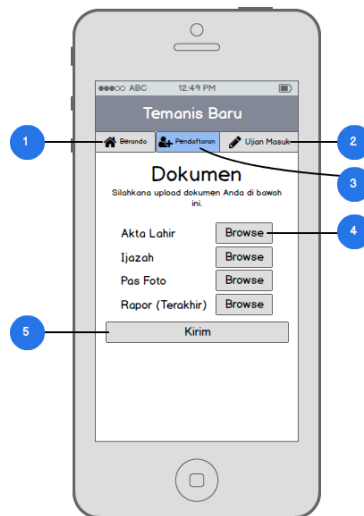 ABC 12:49 PM
Temanis Baru
1 Beranda Pendaftaran Ujian Masuk 2
3
Dokumen
Silahkana upload dokumen Anda di bawah
ini.
Akta Lahir Browse 4
Ijazah Browse
Pas Foto Browse
Rapor (Terakhir) Browse
5 Kirim